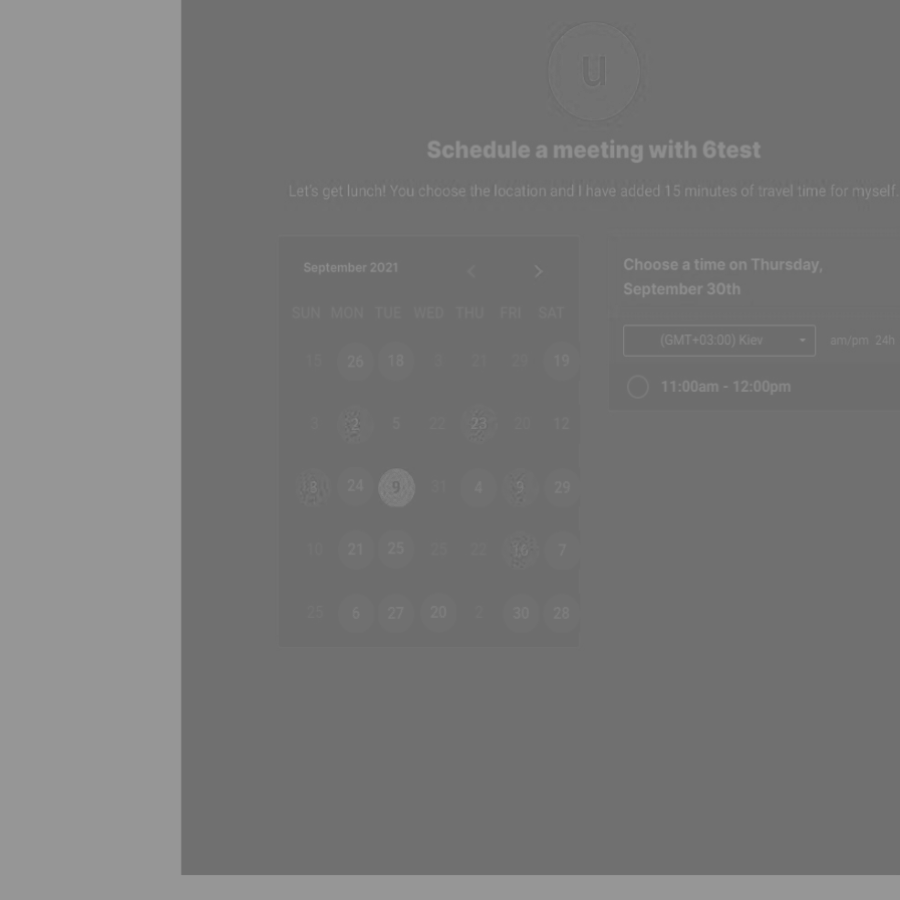 u
Schedule a meeting with 6test
Let's get lunch! You choose the location and I have added 15 minutes of travel time for myself.
September 2021
SUN MON TUE WED THU FRI SAT
15 26 18 21 29 19
3 2 5 22 23 20 12
24 9 31 4 9 29
10 21 25 22 16 7
25 6 27 20 2 30 28
Choose a time on Thursday,
September 30th
(GMT+03:00) Kiev am/pm 24h
11:00am - 12:00pm